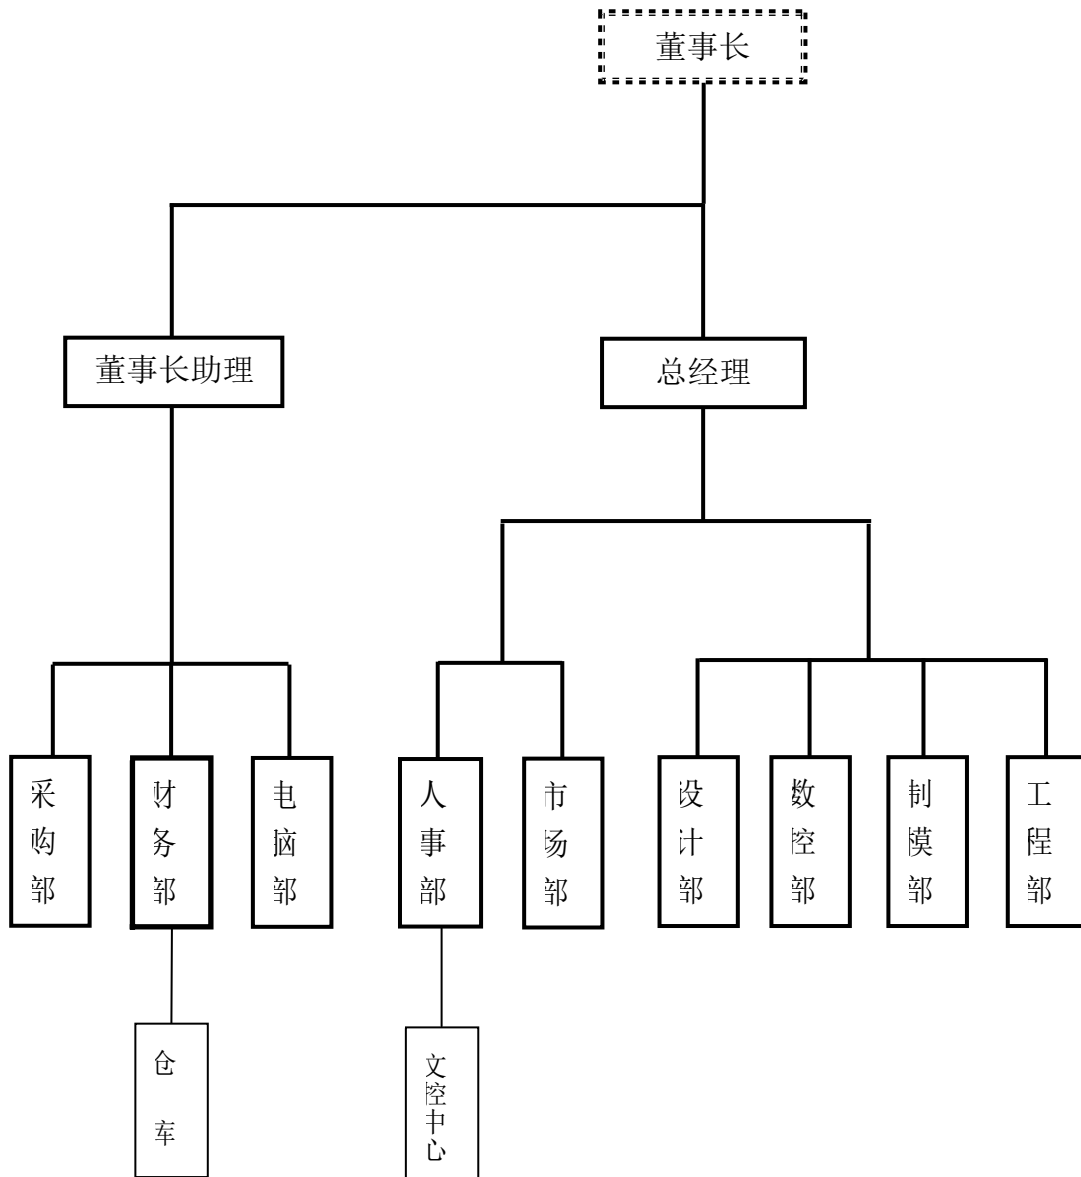 董事长
董事长助理
总经理
采购部
财务部
电脑部
人事部
市场部
设计部
数控部
制模部
工程部
仓库
文控中心